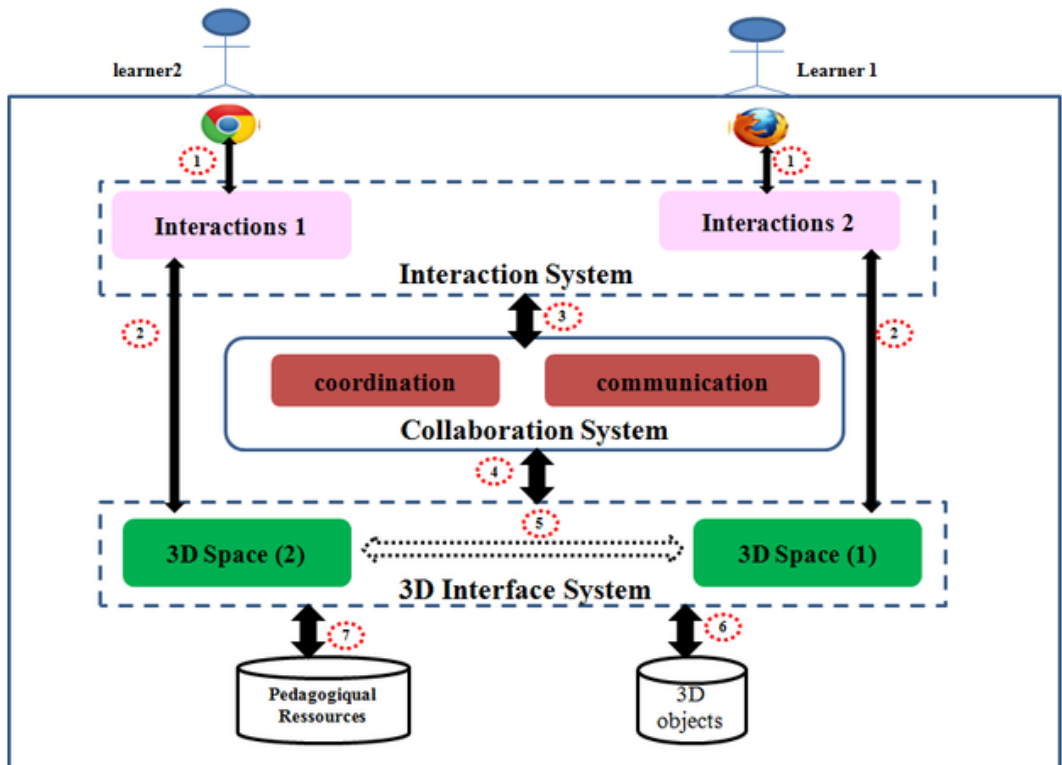 learner2
Learner 1
1
1
Interactions 1
Interactions 2
Interaction System
2
3
2
coordination
communication
Collaboration System
4
5
3D Space (2)
3D Space (1)
3D Interface System
7
6
Pedagogiqual
Ressources
3D
objects